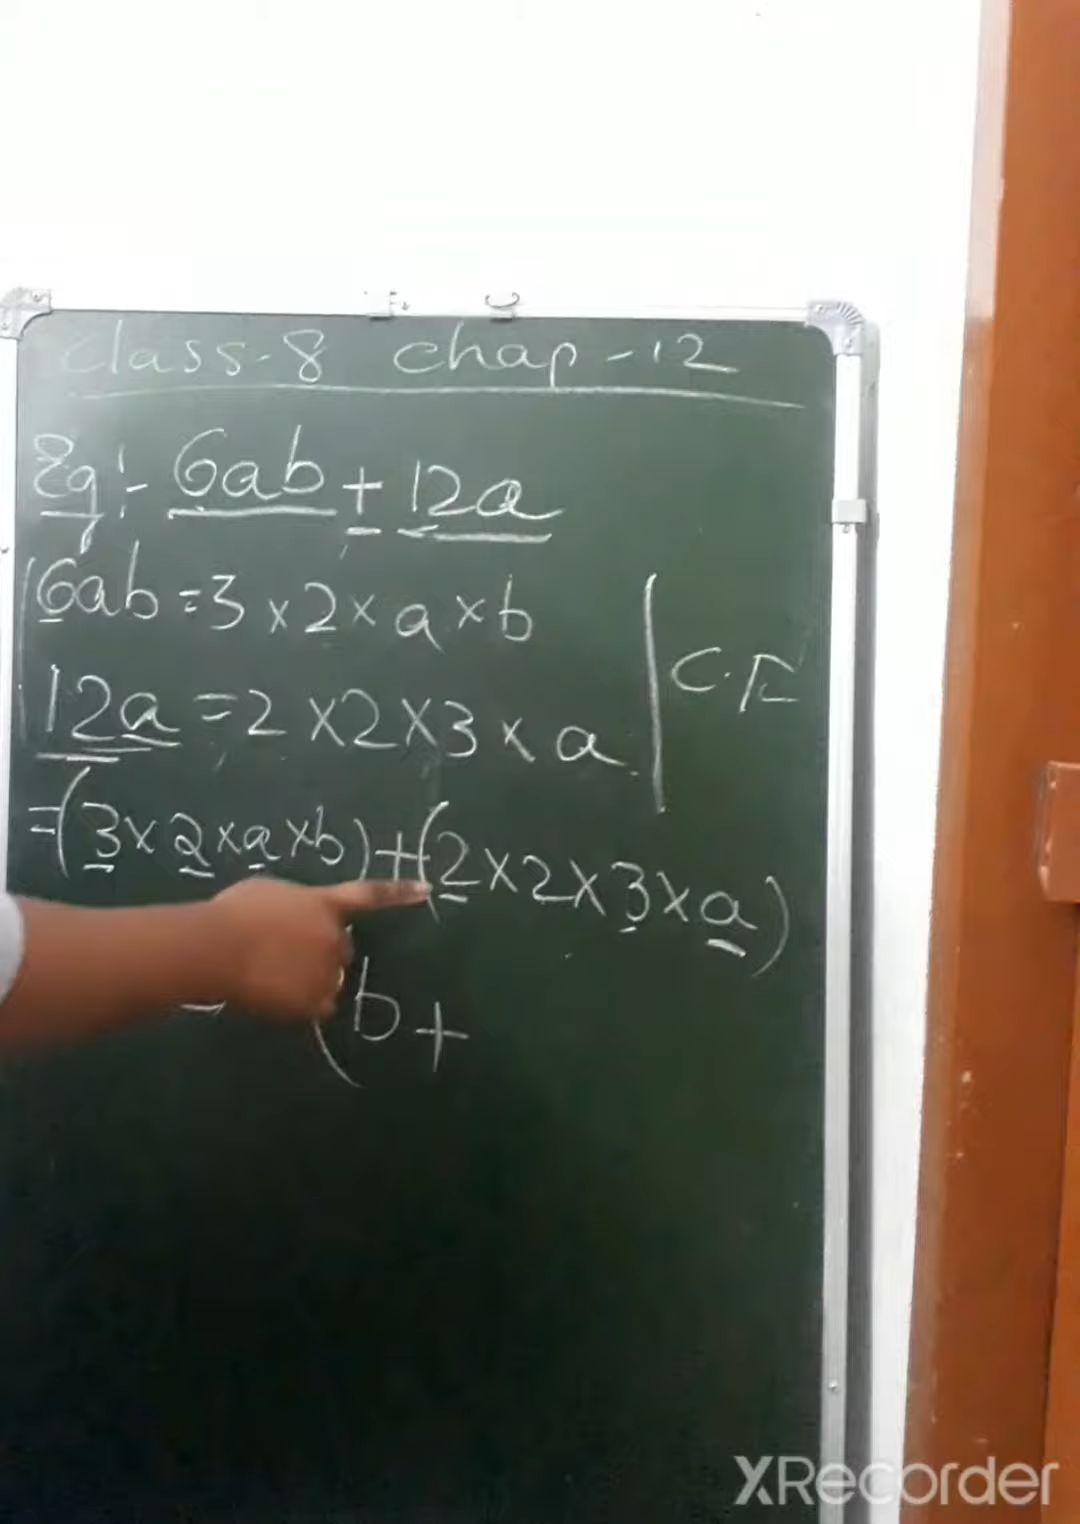 class-8 chap-12
Eg:- 6ab + 12a
6ab = 3 × 2 × a × b
12a = 2 × 2 × 3 × a
C.F
= (3 × 2 × a × b) + (2 × 2 × 3 × a)
(b +
XRecorder